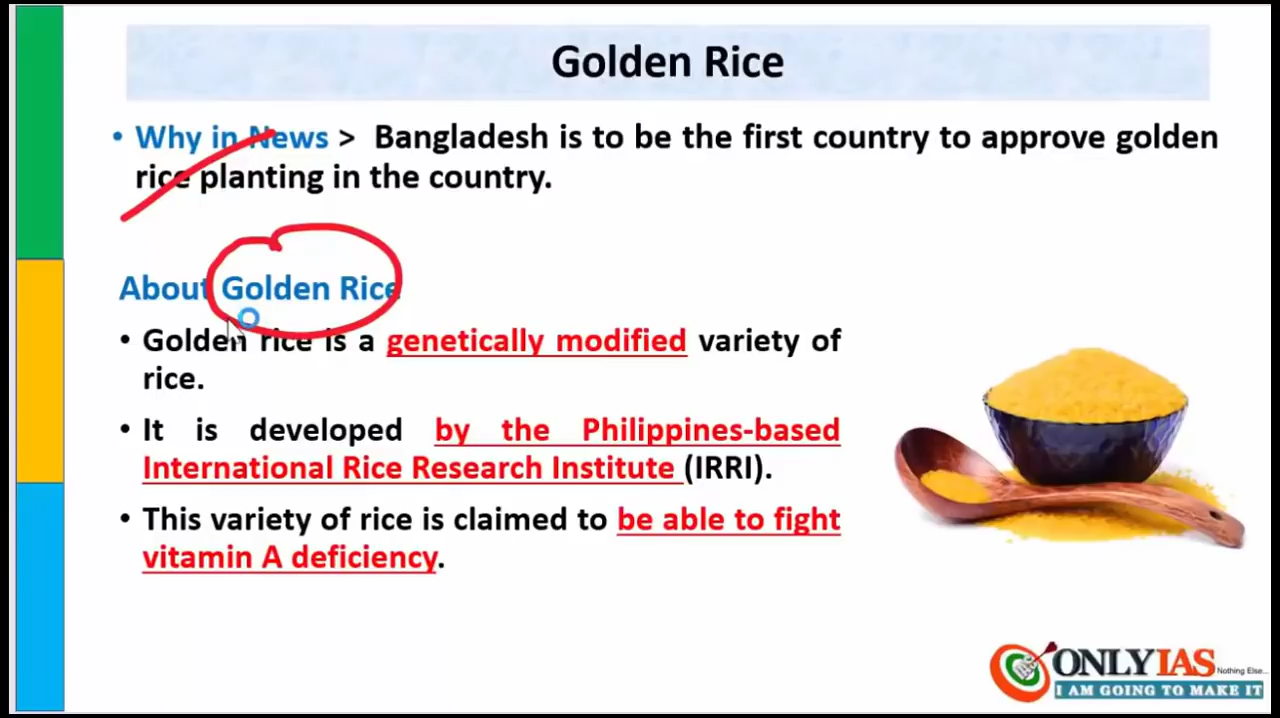 Golden Rice
• Why in News > Bangladesh is to be the first country to approve golden
rice planting in the country.
About Golden Rice
• Golden rice is a genetically modified variety of
rice.
• It is developed by the Philippines-based
International Rice Research Institute (IRRI).
• This variety of rice is claimed to be able to fight
vitamin A deficiency.
ONLYIAS Nothing Else...
I AM GOING TO MAKE IT